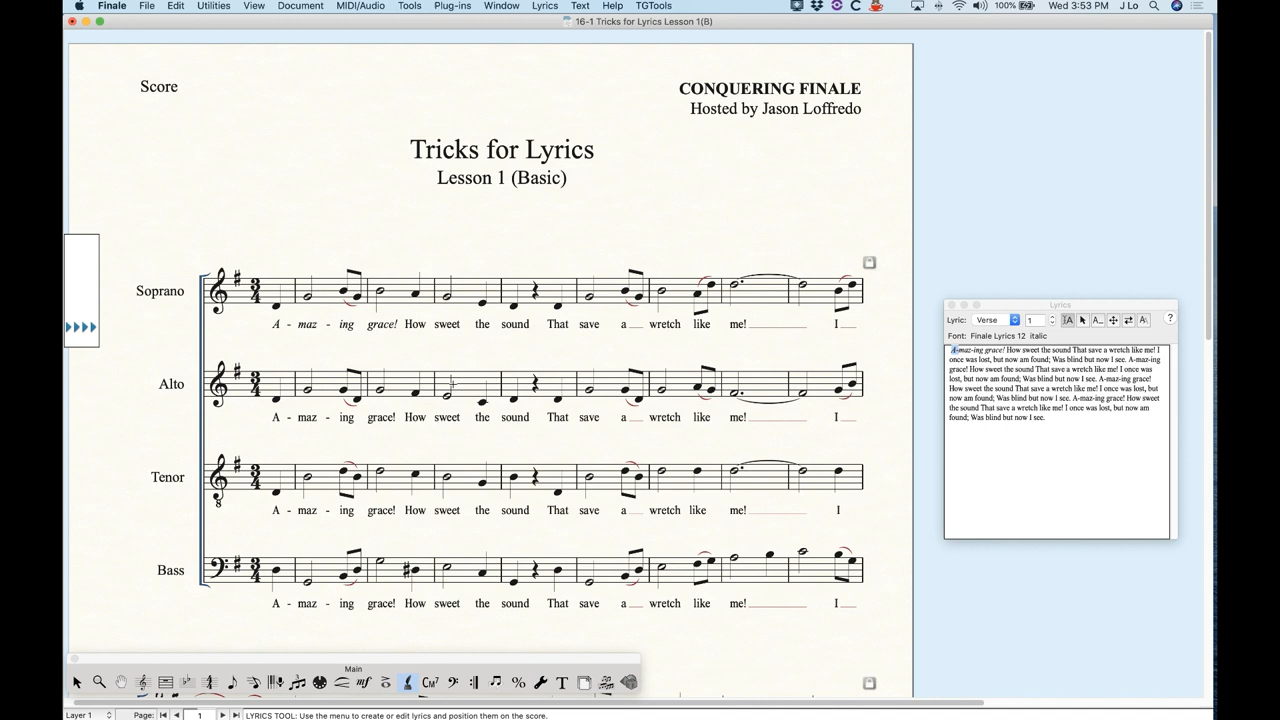 Finale File Edit Utilities View Document MIDI/Audio Tools Plug-ins Window Lyrics Text Help TGTools 100% Wed 3:53 PM J Lo
16-1 Tricks for Lyrics Lesson 1(B)
Score
CONQUERING FINALE
Hosted by Jason Loffredo
Tricks for Lyrics
Lesson 1 (Basic)
Soprano
A - maz - ing grace! How sweet the sound That save a wretch like me! I
Alto
A - maz - ing grace! How sweet the sound That save a wretch like me! I
Tenor
A - maz - ing grace! How sweet the sound That save a wretch like me! I
Bass
A - maz - ing grace! How sweet the sound That save a wretch like me! I
Lyrics
Lyric: Verse 1
Font: Finale Lyrics 12 italic
A-maz-ing grace! How sweet the sound That save a wretch like me! I
once was lost, but now am found; Was blind but now I see. A-maz-ing
grace! How sweet the sound That save a wretch like me! I once was
lost, but now am found; Was blind but now I see. A-maz-ing grace!
How sweet the sound That save a wretch like me! I once was lost, but
now am found; Was blind but now I see. A-maz-ing grace! How sweet
the sound That save a wretch like me! I once was lost, but now am
found; Was blind but now I see.
Main
Layer 1 Page: 1 LYRICS TOOL: Use the menu to create or edit lyrics and position them on the score.